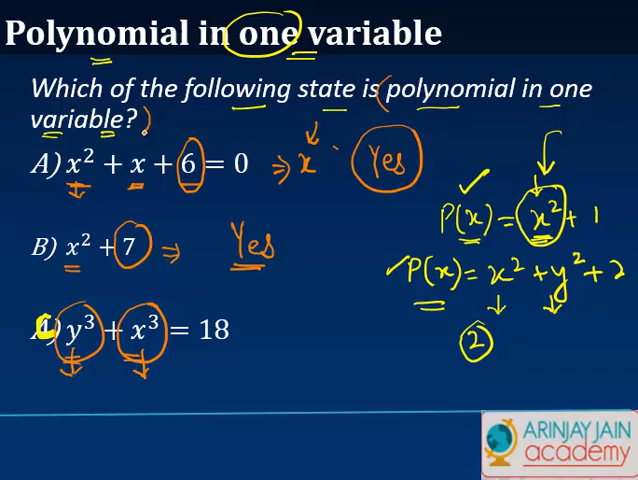 Polynomial in one variable
Which of the following state is (polynomial in one
variable?)
A) x² + x + 6 = 0 ⇒ x Yes
P(x) = x² + 1
B) x² + 7 ⇒ Yes
P(x) = x² + y² + 2
2
C) y³ + x³ = 18
ARINJAY JAIN
academy